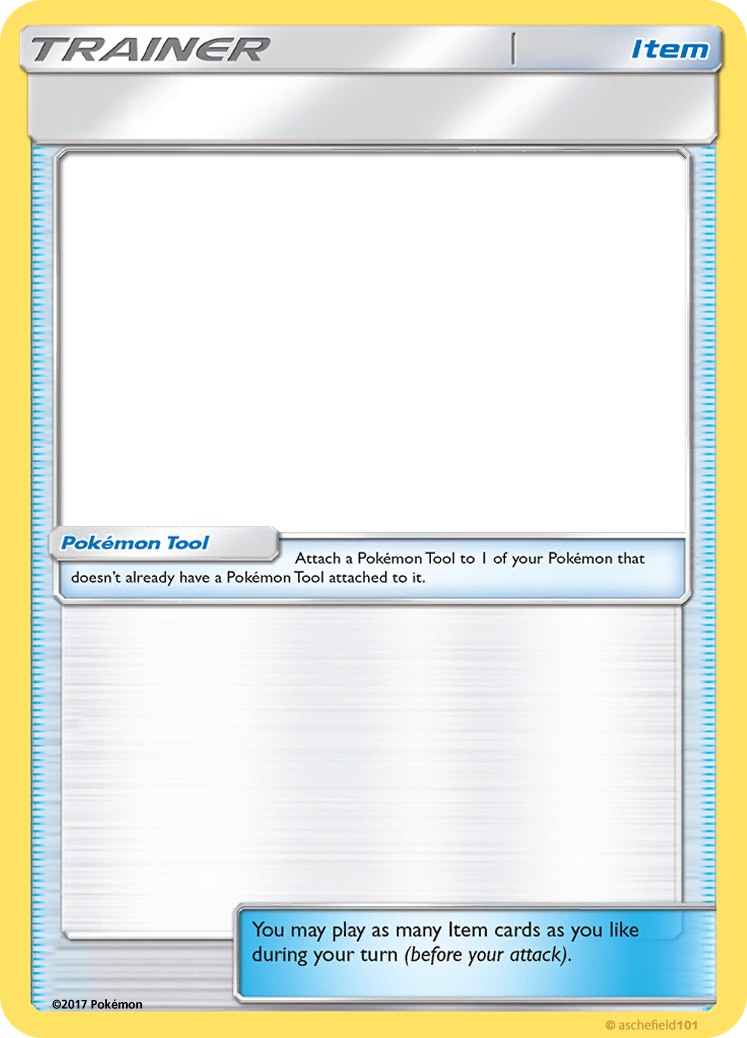 TRAINER | Item
Pokémon Tool
Attach a Pokémon Tool to 1 of your Pokémon that
doesn't already have a Pokémon Tool attached to it.
You may play as many Item cards as you like
during your turn (before your attack).
©2017 Pokémon
© aschefield101